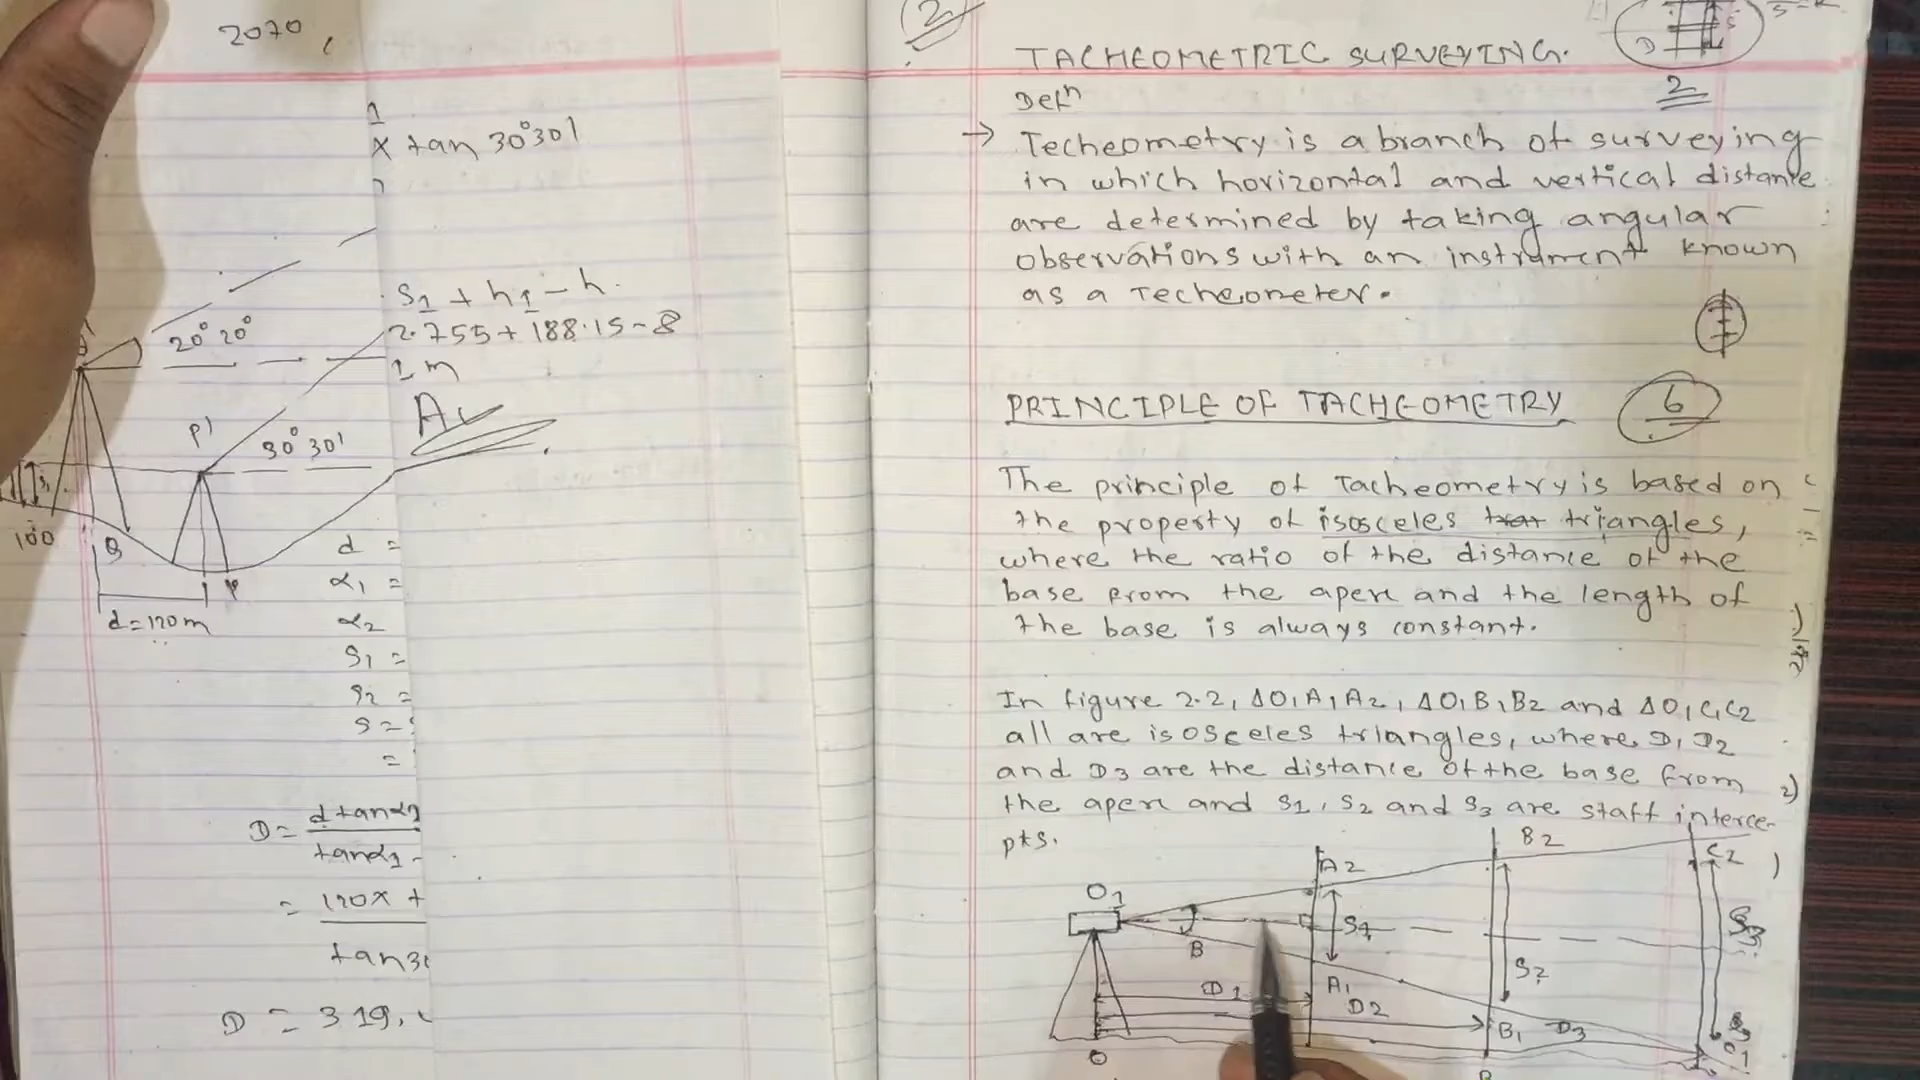 2070
x tan 30°30'
20° 20°
S1 + h1 - h.
2.755 + 188.15 - 8
1 m
P'
30° 30'
100
B
P
d = 120m
d =
α1 =
α2
S1 =
S2 =
S =
=
D = d tanα2
tanα1 -
= 120 x t
tan 30
D = 319.
2
TACHEOMETRIC SURVEYING.
2
Defn
→ Techeometry is a branch of surveying
in which horizontal and vertical distance
are determined by taking angular
observations with an instrument known
as a Techeometer.
PRINCIPLE OF TACHEOMETRY
6
The principle of Tacheometry is based on
the property of isosceles triangles,
where the ratio of the distance of the
base from the apex and the length of
the base is always constant.
In figure 2.2, ΔO1A1A2, ΔO1B1B2 and ΔO1C1C2
all are isosceles triangles, where D1 D2
and D3 are the distance of the base from
the apex and S1, S2 and S3 are staff interce-
pts.
O1
A2
B2
C2
B
S1
S2
S3
D1
A1
D2
B1
D3
C1
O
B